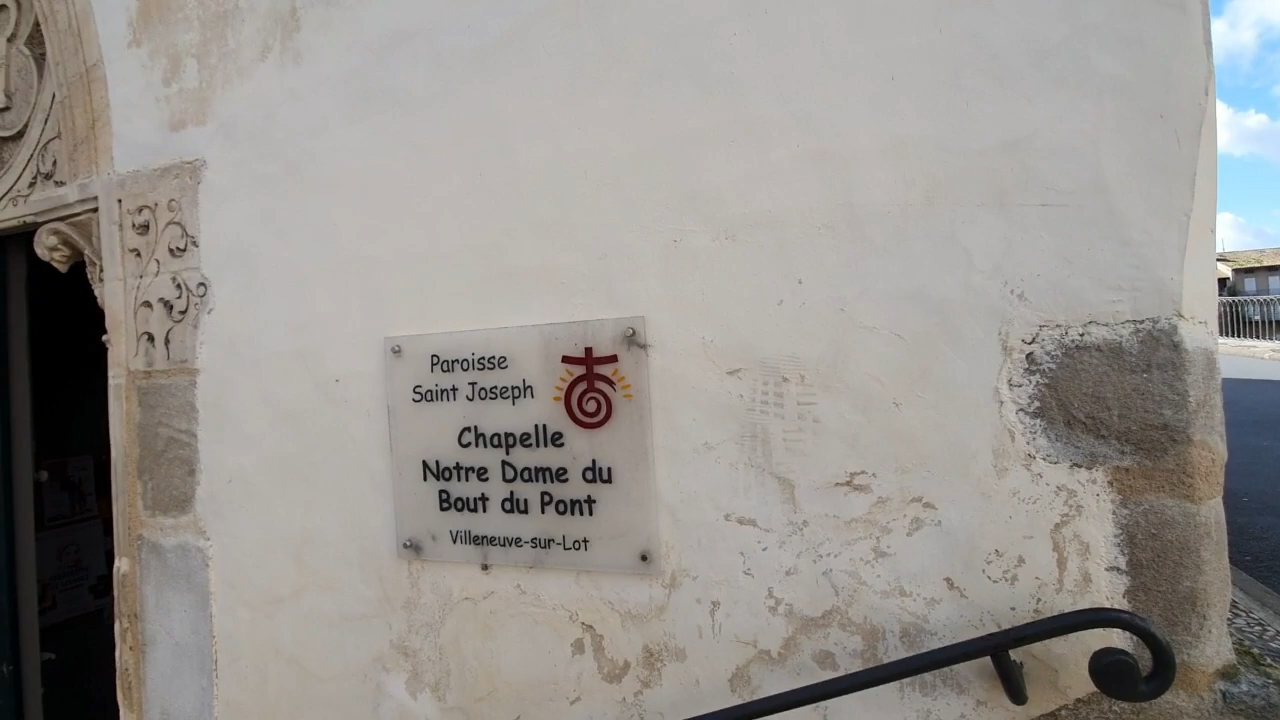 Paroisse
Saint Joseph
Chapelle
Notre Dame du
Bout du Pont
Villeneuve-sur-Lot